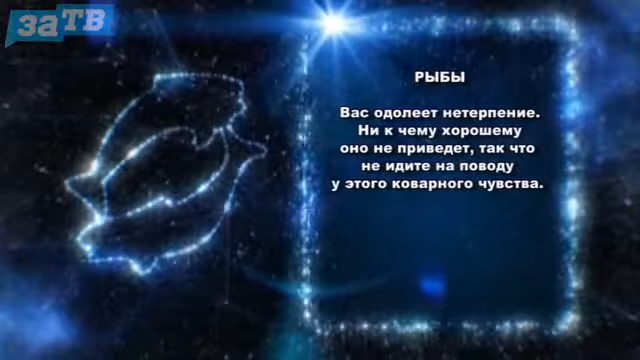 заТВ
РЫБЫ
Вас одолеет нетерпение.
Ни к чему хорошему
оно не приведет, так что
не идите на поводу
у этого коварного чувства.